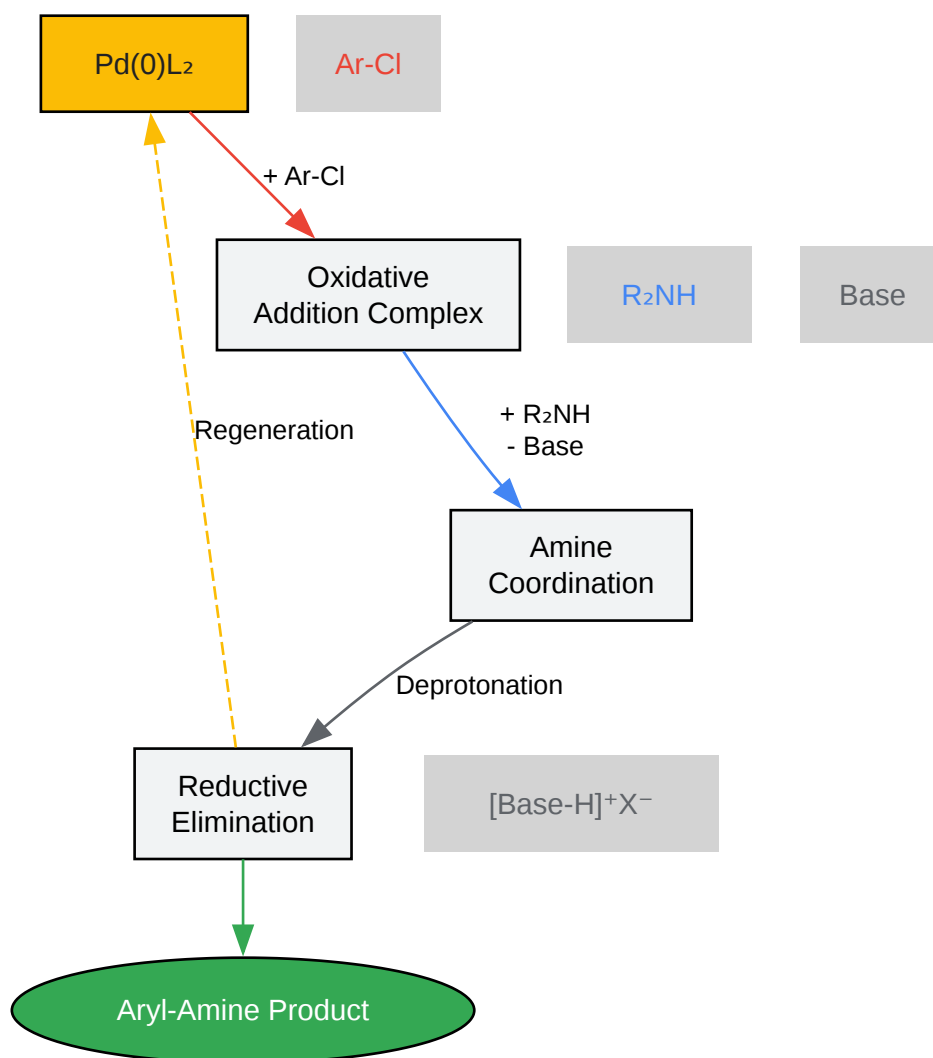 Pd(0)L₂
Ar-Cl
+ Ar-Cl
Oxidative
Addition Complex
R₂NH
Base
+ R₂NH
- Base
Regeneration
Amine
Coordination
Deprotonation
Reductive
Elimination
[Base-H]⁺X⁻
Aryl-Amine Product